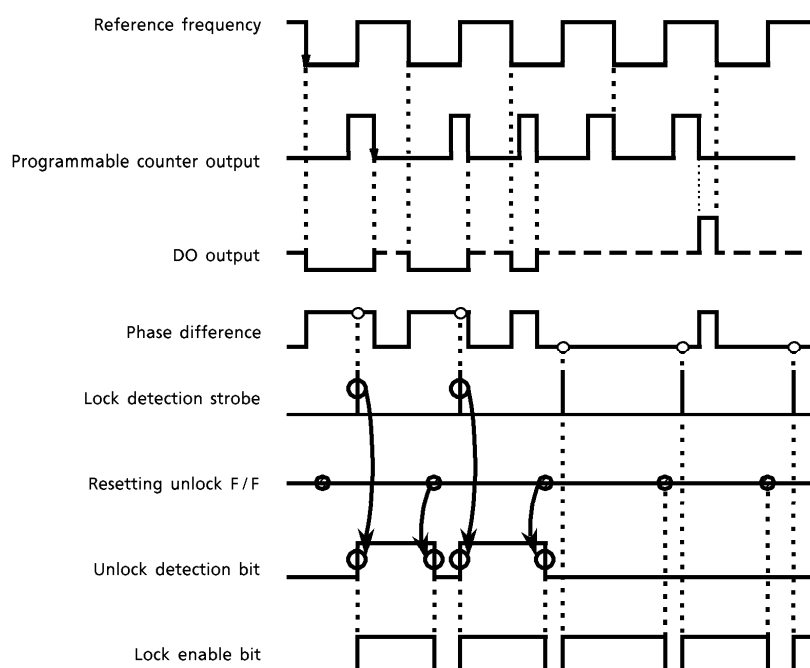 Reference frequency
Programmable counter output
DO output
Phase difference
Lock detection strobe
Resetting unlock F/F
Unlock detection bit
Lock enable bit